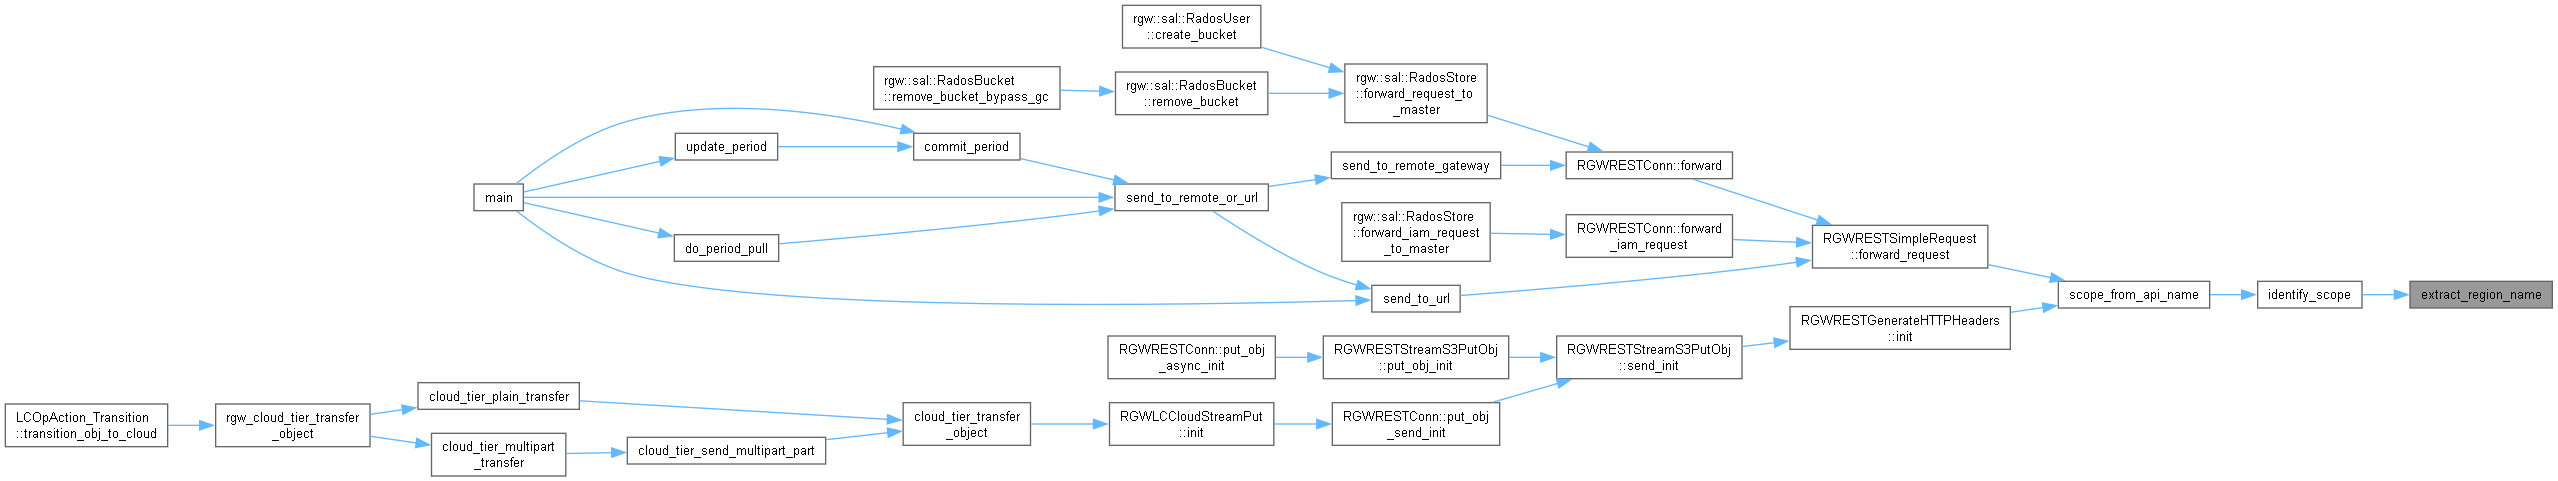 rgw::sal::RadosUser
::create_bucket
rgw::sal::RadosBucket
::remove_bucket_bypass_gc
rgw::sal::RadosBucket
::remove_bucket
rgw::sal::RadosStore
::forward_request_to
_master
update_period
commit_period
send_to_remote_gateway
RGWRESTConn::forward
main
send_to_remote_or_url
rgw::sal::RadosStore
::forward_iam_request
_to_master
RGWRESTConn::forward
_iam_request
do_period_pull
RGWRESTSimpleRequest
::forward_request
send_to_url
scope_from_api_name
identify_scope
extract_region_name
RGWRESTGenerateHTTPHeaders
::init
RGWRESTConn::put_obj
_async_init
RGWRESTStreamS3PutObj
::put_obj_init
RGWRESTStreamS3PutObj
::send_init
LCOpAction_Transition
::transition_obj_to_cloud
rgw_cloud_tier_transfer
_object
cloud_tier_plain_transfer
cloud_tier_multipart
_transfer
cloud_tier_send_multipart_part
cloud_tier_transfer
_object
RGWLCCloudStreamPut
::init
RGWRESTConn::put_obj
_send_init